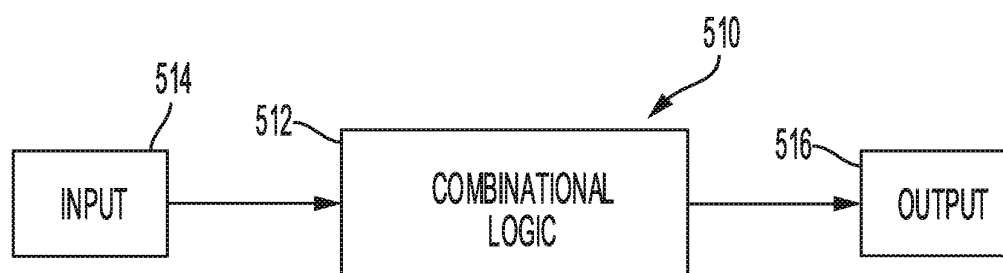 510
514
512
516
INPUT
COMBINATIONAL
LOGIC
OUTPUT